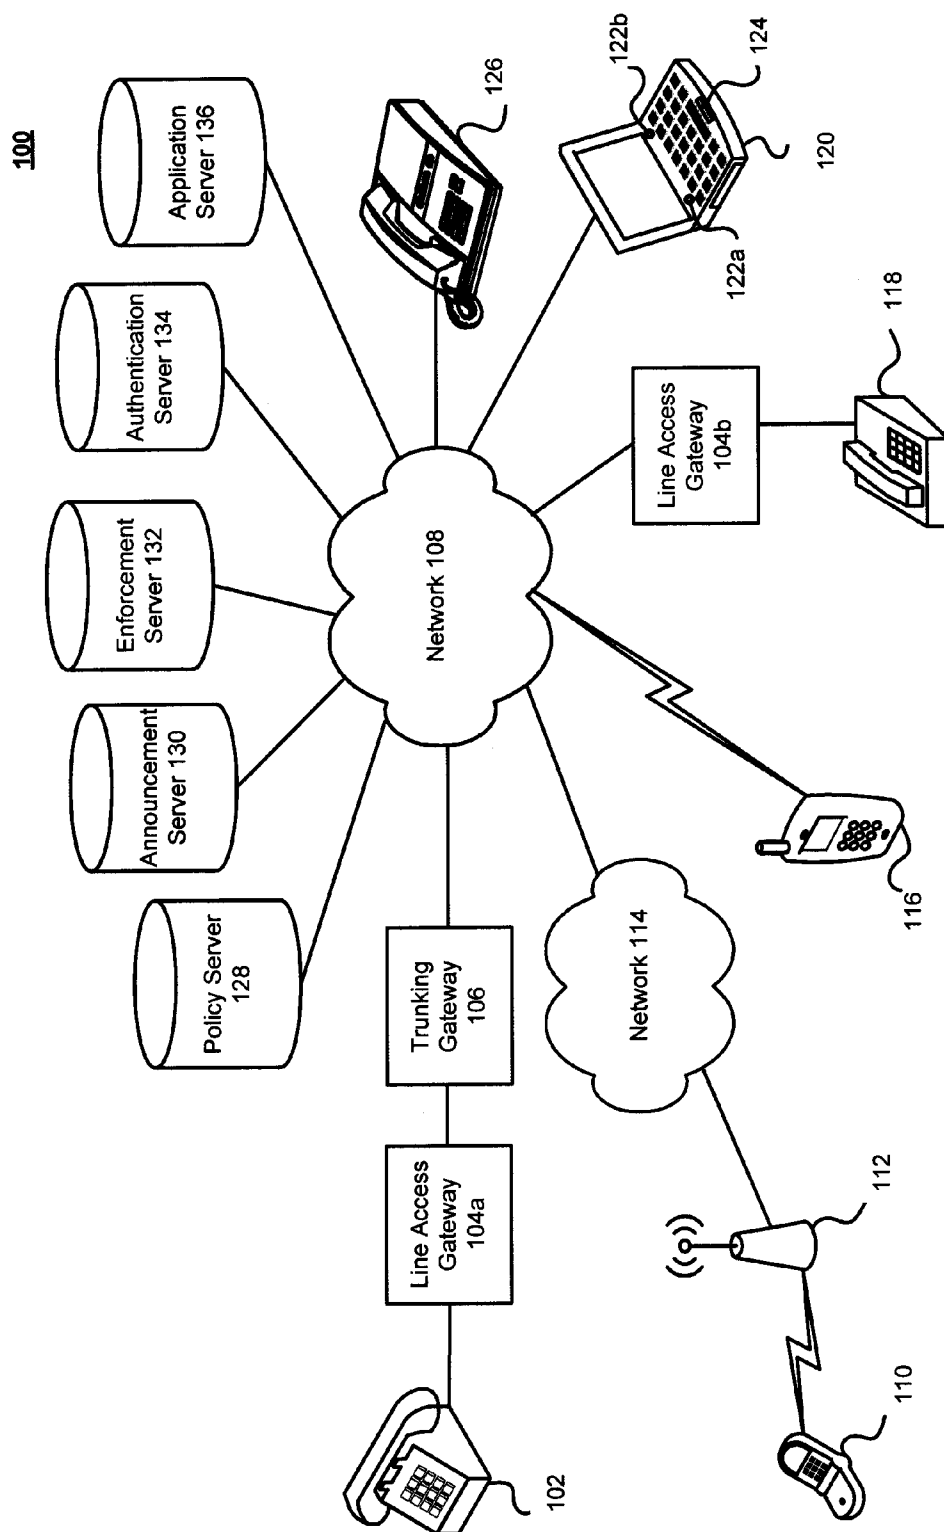 100
Policy Server
128
Announcement
Server 130
Enforcement
Server 132
Authentication
Server 134
Application
Server 136
126
Line Access
Gateway
104a
Trunking
Gateway
106
Network 108
102
122b
124
120
122a
Network 114
Line Access
Gateway
104b
118
112
110
116